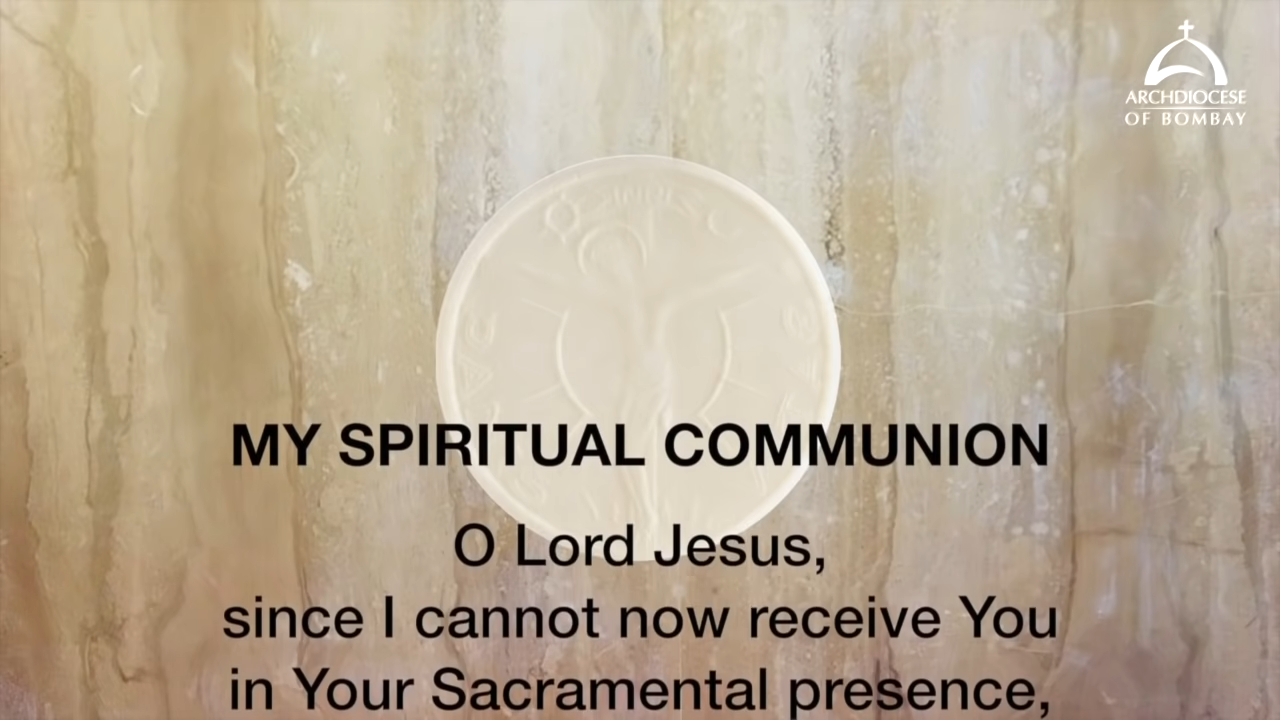 ARCHDIOCESE
OF BOMBAY
MY SPIRITUAL COMMUNION
O Lord Jesus,
since I cannot now receive You
in Your Sacramental presence,